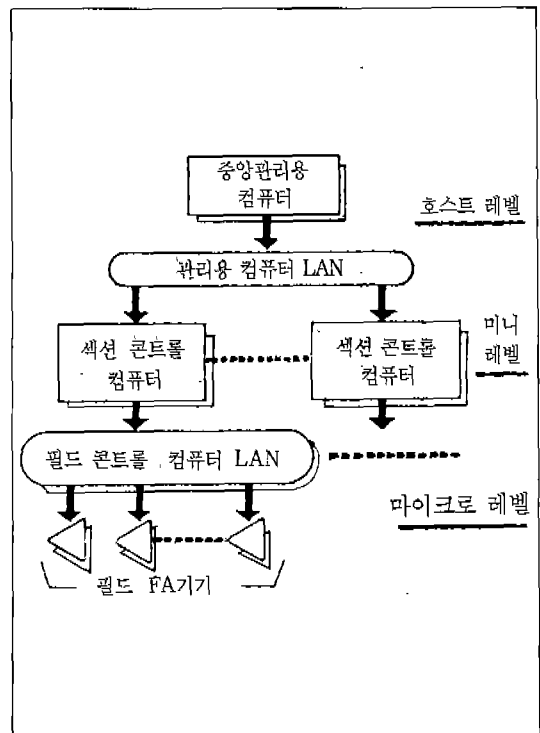 중앙관리용
컴퓨터
호스트 레벨
관리용 컴퓨터 LAN
섹션 콘트롤
컴퓨터
섹션 콘트롤
컴퓨터
미니
레벨
필드 콘트롤 컴퓨터 LAN
마이크로 레벨
필드 FA기기